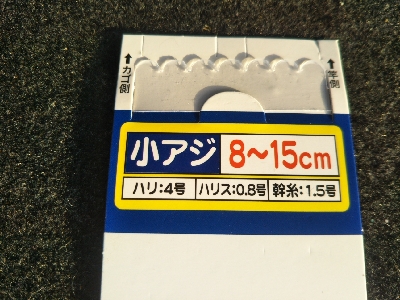 ↑カゴ側
↑竿側
小アジ 8〜15cm
ハリ:4号 ハリス:0.8号 幹糸:1.5号